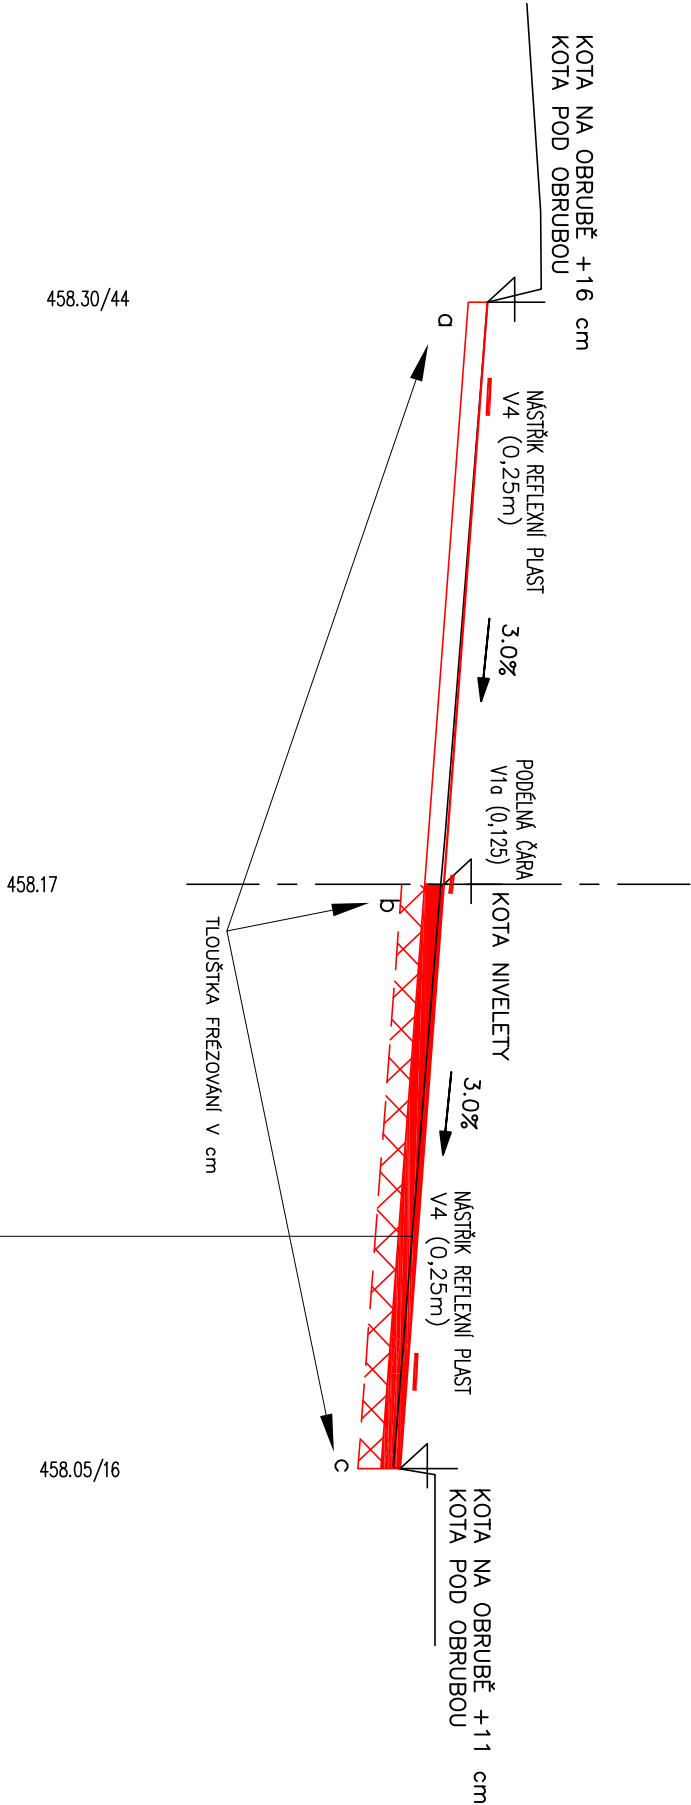 KOTA NA OBRUBĚ +16 cm
KOTA POD OBRUBOU
458.30/44
a
NÁSTŘIK REFLEXNÍ PLAST
V4 (0,25m)
3.0%
PODÉLNÁ ČÁRA
V1a (0,125)
458.17
b
KOTA NIVELETY
TLOUŠŤKA FRÉZOVÁNÍ V cm
3.0%
NÁSTŘIK REFLEXNÍ PLAST
V4 (0,25m)
458.05/16
c
KOTA NA OBRUBĚ +11 cm
KOTA POD OBRUBOU